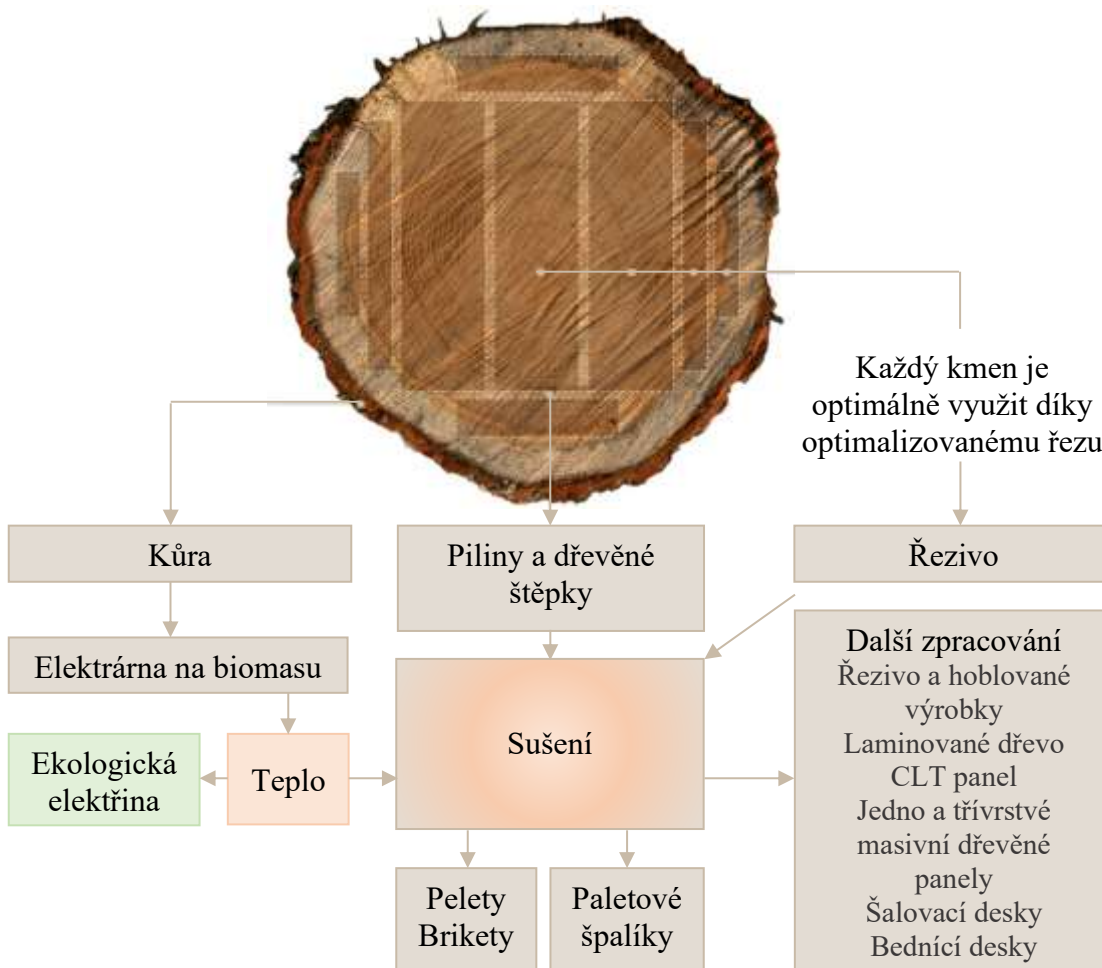 Každý kmen je
optimálně využit díky
optimalizovanému řezu
Kůra
Piliny a dřevěné
štěpky
Řezivo
Elektrárna na biomasu
Ekologická
elektřina
Teplo
Sušení
Další zpracování
Řezivo a hoblované
výrobky
Laminované dřevo
CLT panel
Jedno a třívrstvé
masivní dřevěné
panely
Šalovací desky
Bednící desky
Pelety
Brikety
Paletové
špalíky